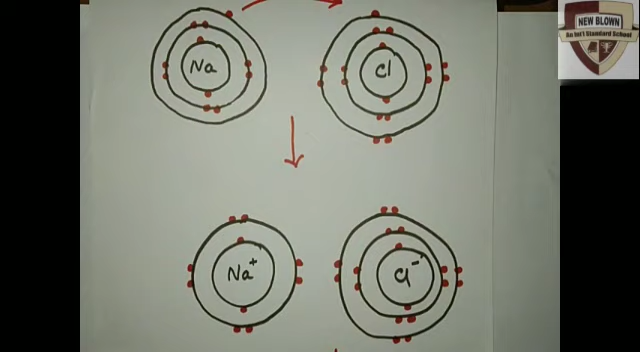 NEW BLOWN
An Int'l Standard School
Na
Cl
Na+
Cl-